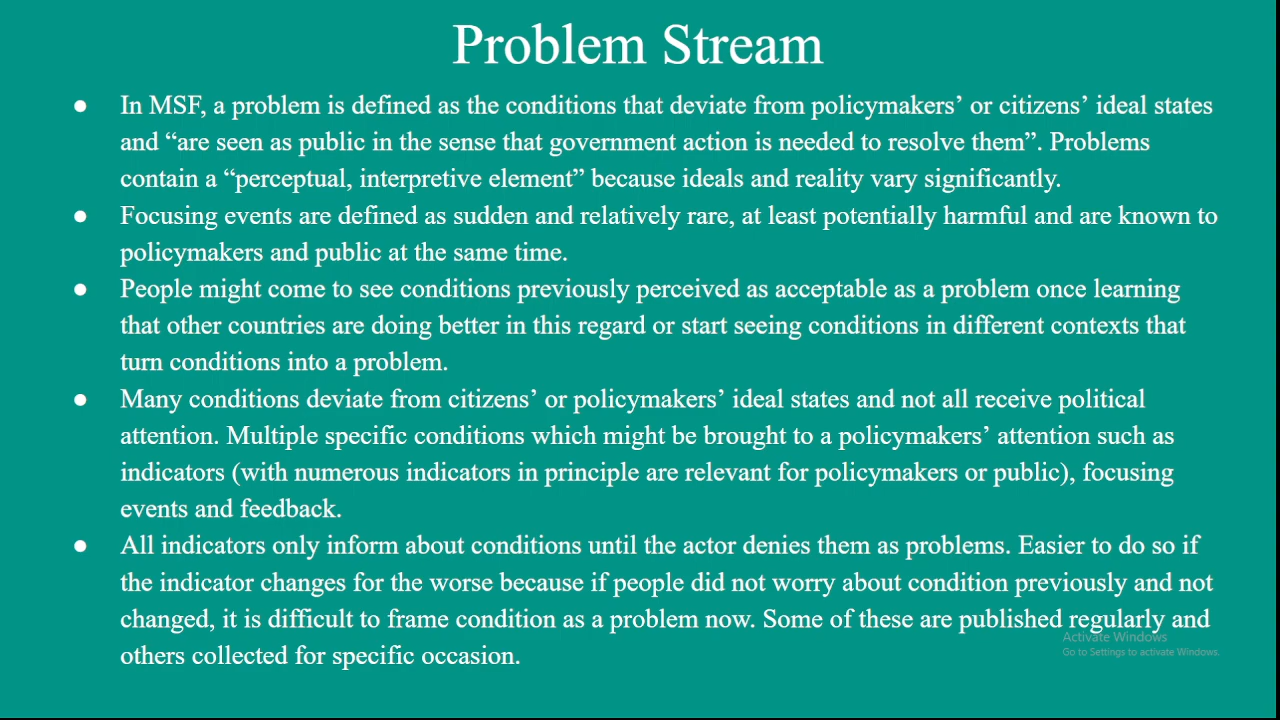 Problem Stream
● In MSF, a problem is defined as the conditions that deviate from policymakers’ or citizens’ ideal states
and “are seen as public in the sense that government action is needed to resolve them”. Problems
contain a “perceptual, interpretive element” because ideals and reality vary significantly.
● Focusing events are defined as sudden and relatively rare, at least potentially harmful and are known to
policymakers and public at the same time.
● People might come to see conditions previously perceived as acceptable as a problem once learning
that other countries are doing better in this regard or start seeing conditions in different contexts that
turn conditions into a problem.
● Many conditions deviate from citizens’ or policymakers’ ideal states and not all receive political
attention. Multiple specific conditions which might be brought to a policymakers’ attention such as
indicators (with numerous indicators in principle are relevant for policymakers or public), focusing
events and feedback.
● All indicators only inform about conditions until the actor denies them as problems. Easier to do so if
the indicator changes for the worse because if people did not worry about condition previously and not
changed, it is difficult to frame condition as a problem now. Some of these are published regularly and
others collected for specific occasion.
Activate Windows
Go to Settings to activate Windows.